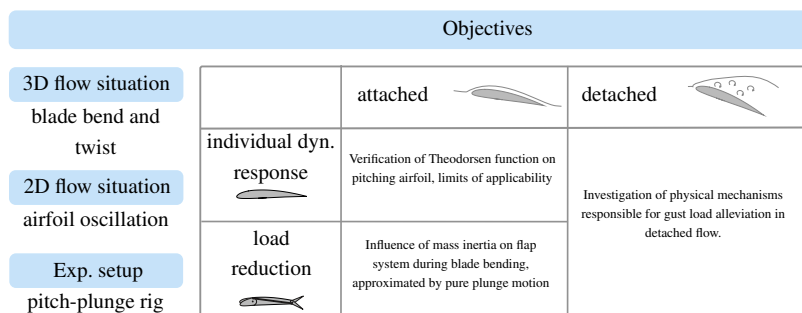 Objectives
3D flow situation
blade bend and
twist
2D flow situation
airfoil oscillation
Exp. setup
pitch-plunge rig
attached
detached
individual dyn.
response
Verification of Theodorsen function on
pitching airfoil, limits of applicability
Investigation of physical mechanisms
responsible for gust load alleviation in
detached flow.
load
reduction
Influence of mass inertia on flap
system during blade bending,
approximated by pure plunge motion